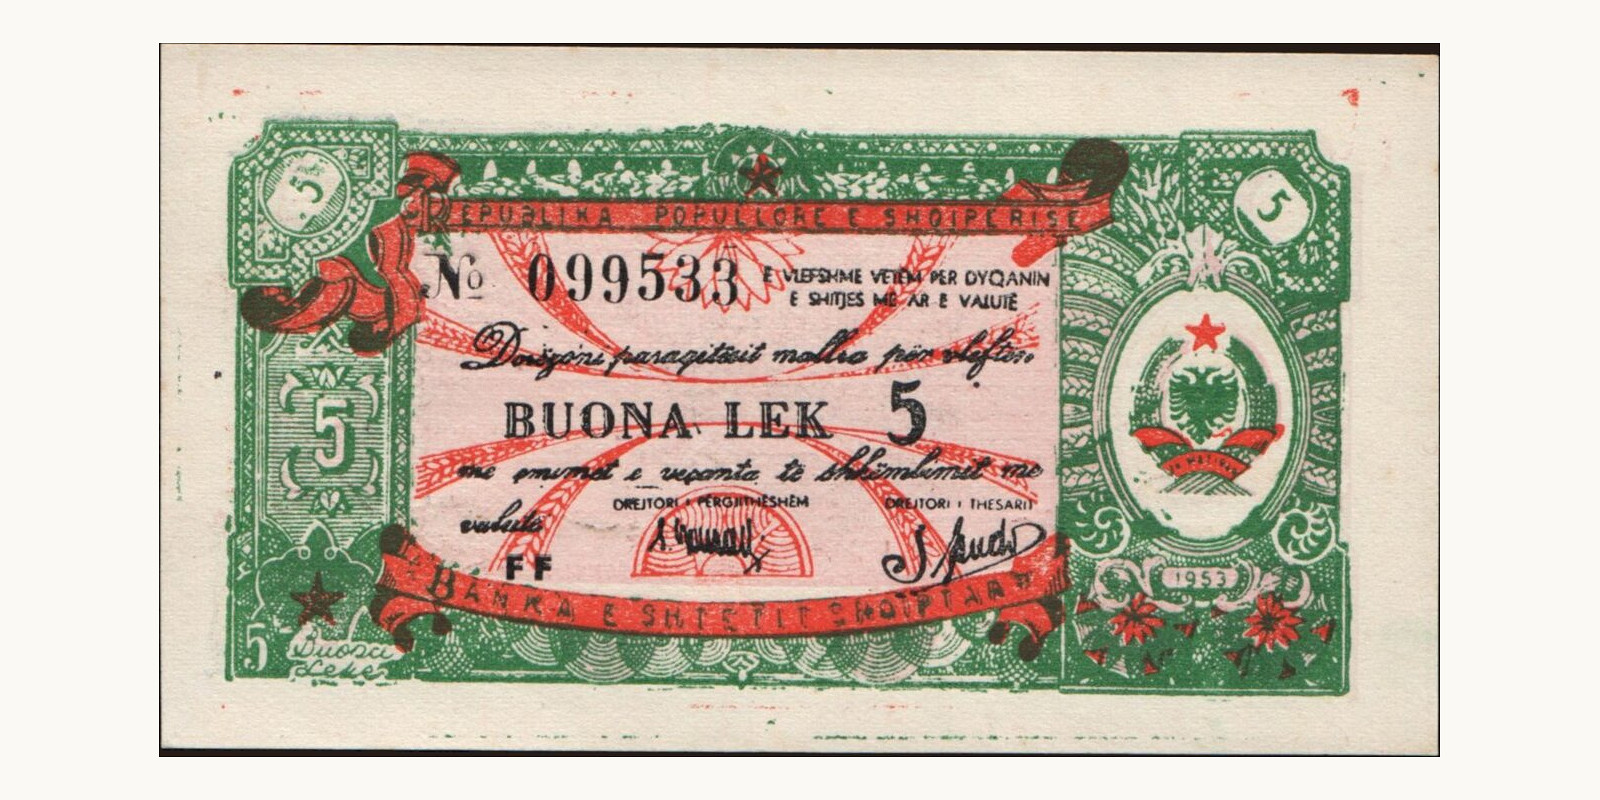 5
5
REPUBLIKA POPULLORE E SHQIPERISE
№ 099533
E VLEFSHME VETEM PER DYQANIN
E SHITJES ME AR E VALUTË
Dorëzoni paraqitësit mallra për vleftën
5
BUONA LEK 5
me çmimet e veçanta të shkëmbimit me
valutë
DREJTORI I PËRGJITHËSHËM
DREJTORI I THESARIT
FF
BANKA E SHTETIT SHQIPTAR
1953
5 Buona
Leke